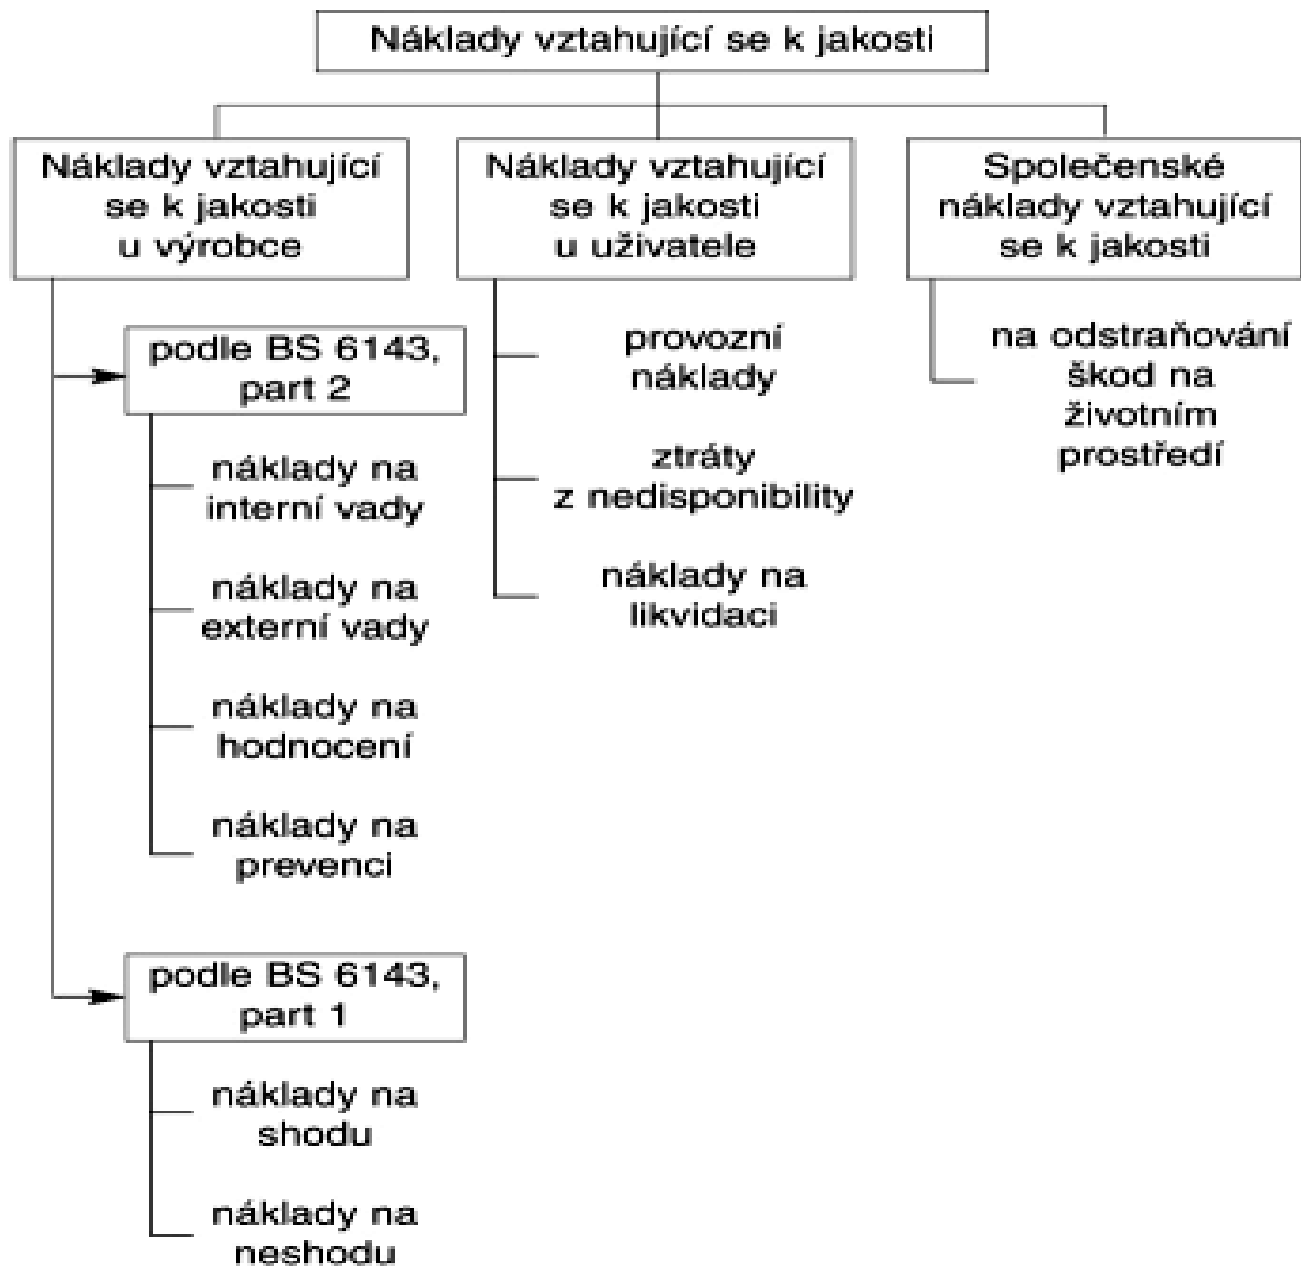 Náklady vztahující se k jakosti
Náklady vztahující
se k jakosti
u výrobce
podle BS 6143,
part 2
náklady na
interní vady
náklady na
externí vady
náklady na
hodnocení
náklady na
prevenci
podle BS 6143,
part 1
náklady na
shodu
náklady na
neshodu
Náklady vztahující
se k jakosti
u uživatele
provozní
náklady
ztráty
z nedisponibility
náklady na
likvidaci
Společenské
náklady vztahující
se k jakosti
na odstraňování
škod na
životním
prostředí